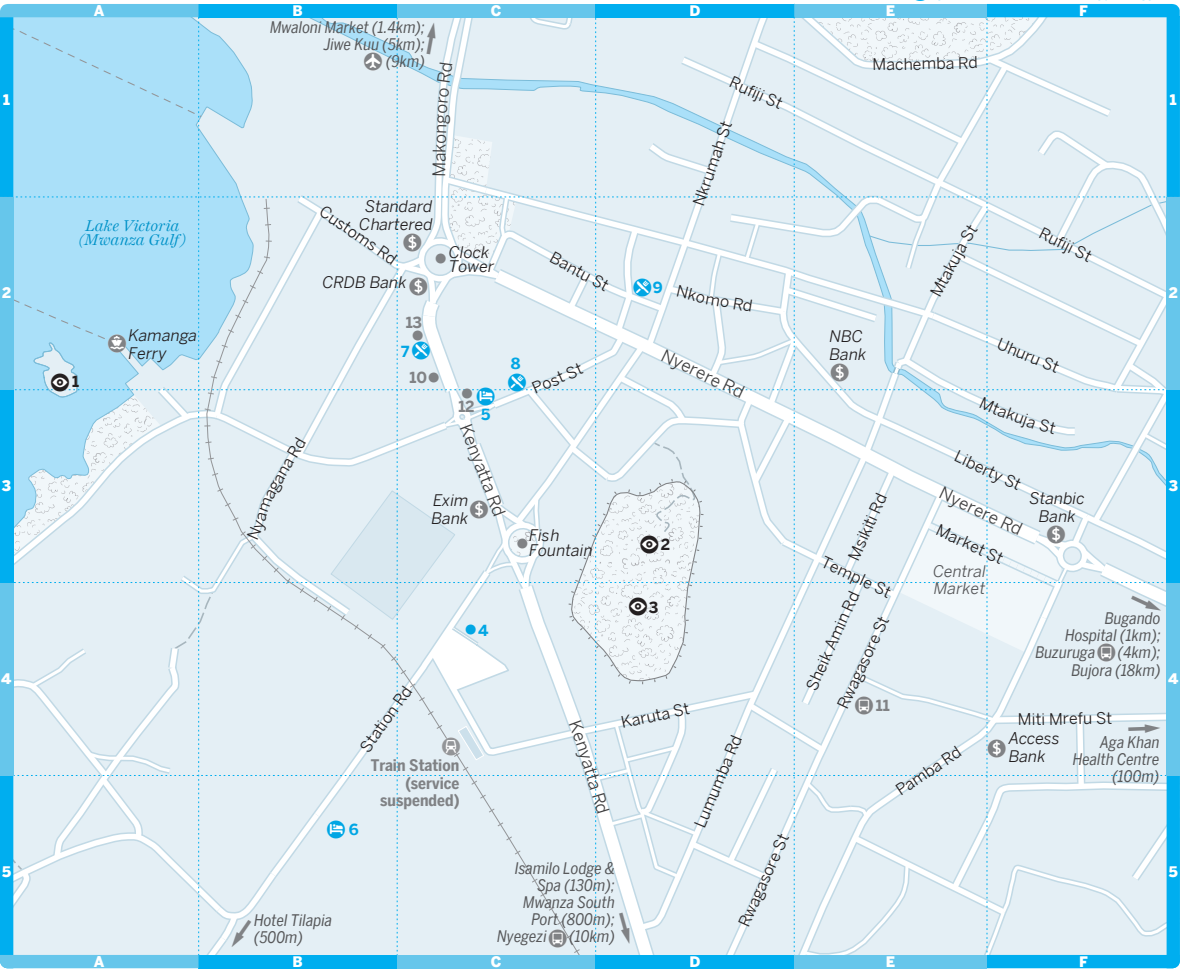 A
B
C
D
E
F
Mwaloni Market (1.4km);
Jiwe Kuu (5km);
(9km)
Machemba Rd
Rufiji St
1
1
Makongoro Rd
Nkrumah St
Lake Victoria
(Mwanza Gulf)
Customs Rd
Standard
Chartered
$
Clock
Tower
CRDB Bank
$
Bantu St
Rufiji St
Mtakuja St
2
9
Nkomo Rd
2
13
7
Kamanga
Ferry
NBC
Bank
$
Uhuru St
8
10
Post St
Nyerere Rd
1
12
5
Mtakuja St
Kenyatta Rd
Nyamagana Rd
Liberty St
3
3
Exim
Bank
$
Msikiti Rd
Nyerere Rd
Stanbic
Bank
$
Fish
Fountain
2
Market St
Temple St
Central
Market
3
4
Sheik Amin Rd
Rwagasore St
Bugando
Hospital (1km);
Buzuruga (4km);
Bujora (18km)
4
4
Station Rd
11
Karuta St
Kenyatta Rd
Miti Mrefu St
$
Access
Bank
Aga Khan
Health Centre
(100m)
Train Station
(service
suspended)
Lumumba Rd
Pamba Rd
6
5
5
Isamilo Lodge &
Spa (130m);
Mwanza South
Port (800m);
Nyegezi (10km)
Rwagasore St
Hotel Tilapia
(500m)
A
B
C
D
E
F